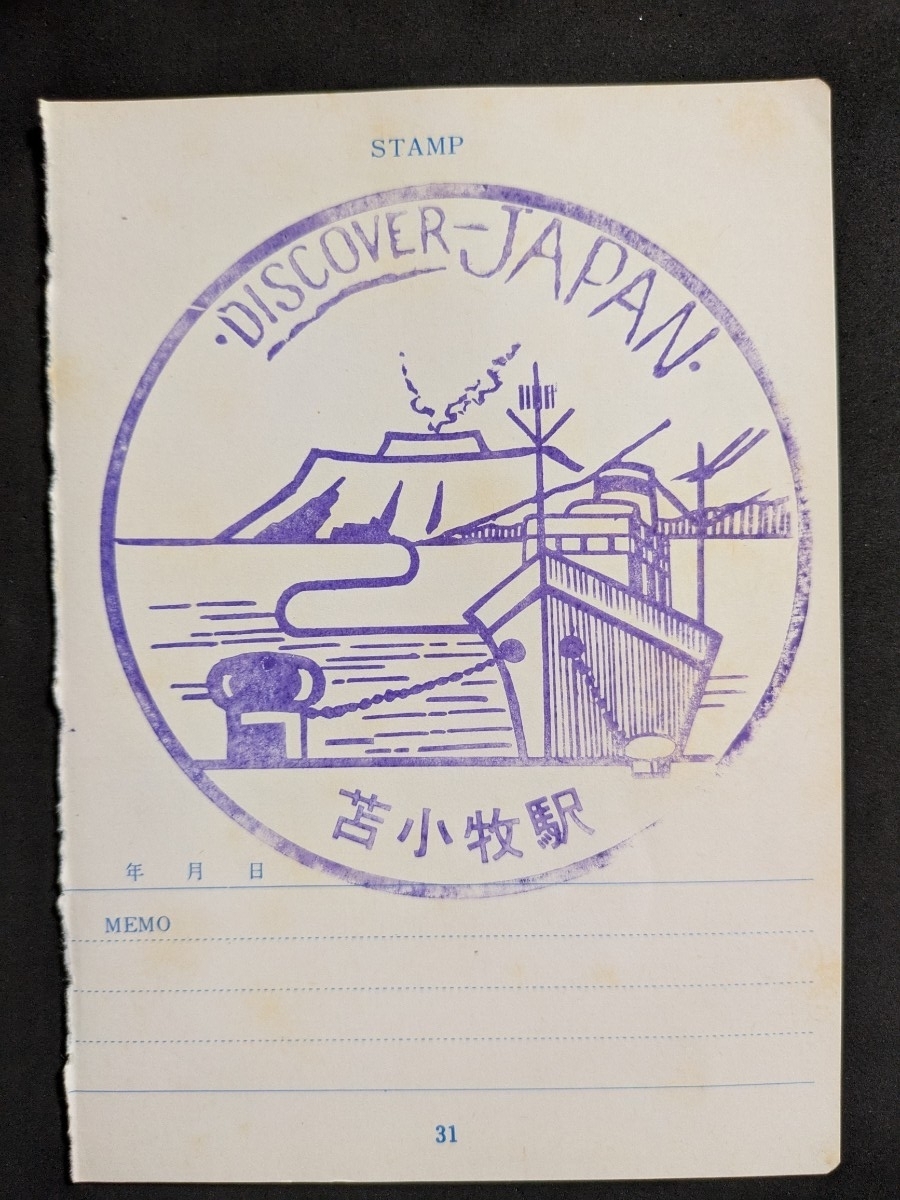 STAMP
·DISCOVER-JAPAN·
苫小牧駅
年 月 日
MEMO
31